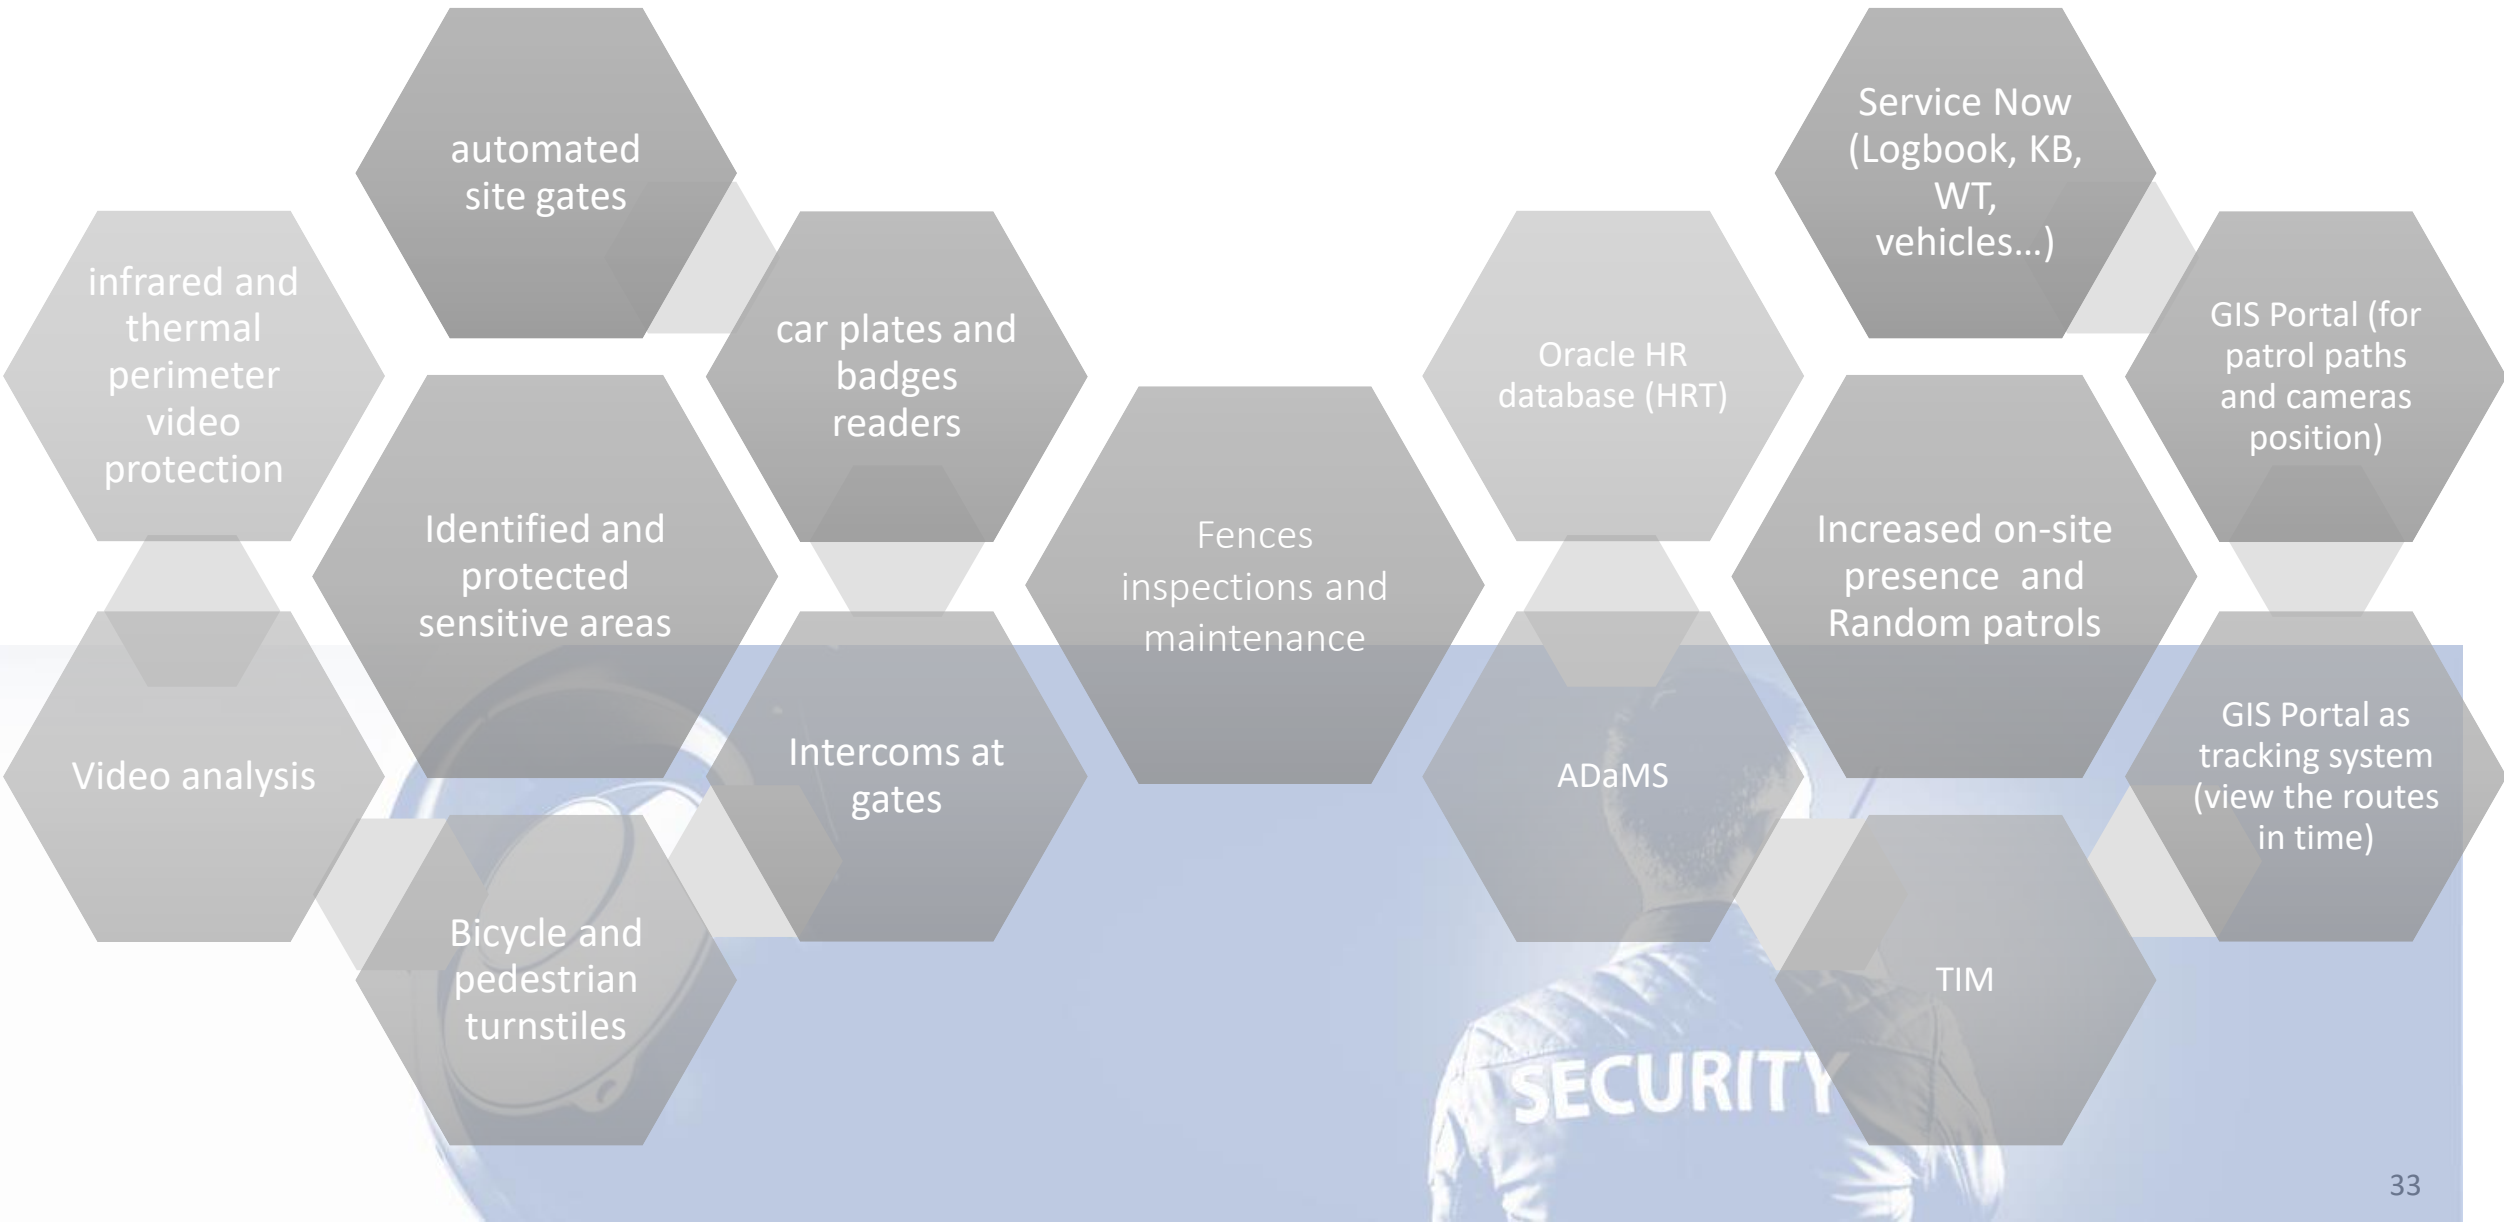 automated
site gates
infrared and
thermal
perimeter
video
protection
car plates and
badges
readers
Identified and
protected
sensitive areas
Video analysis
Intercoms at
gates
Bicycle and
pedestrian
turnstiles
Fences
inspections and
maintenance
Service Now
(Logbook, KB,
WT,
vehicles...)
Oracle HR
database (HRT)
GIS Portal (for
patrol paths
and cameras
position)
Increased on-site
presence and
Random patrols
ADaMS
GIS Portal as
tracking system
(view the routes
in time)
TIM
SECURITY
33